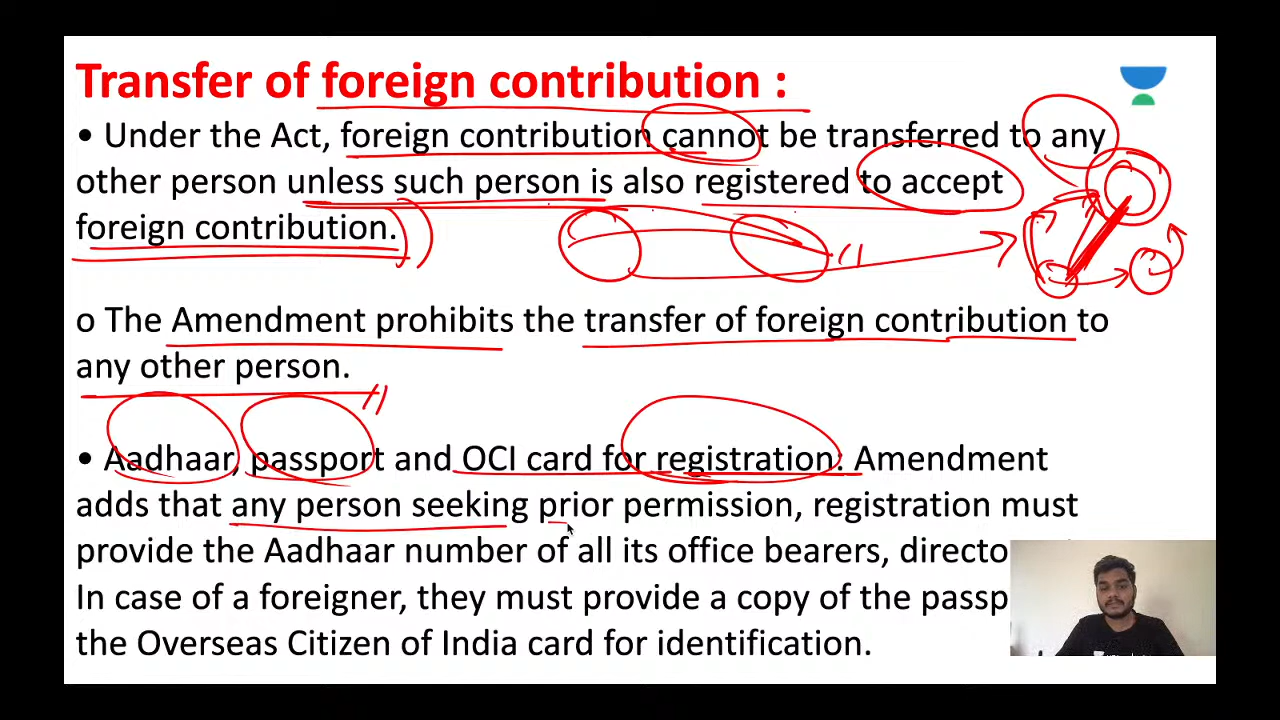 Transfer of foreign contribution :
• Under the Act, foreign contribution cannot be transferred to any
other person unless such person is also registered to accept
foreign contribution.
o The Amendment prohibits the transfer of foreign contribution to
any other person.
• Aadhaar, passport and OCI card for registration: Amendment
adds that any person seeking prior permission, registration must
provide the Aadhaar number of all its office bearers,
In case of a foreigner, they must provide a copy of the
the Overseas Citizen of India card for identification.